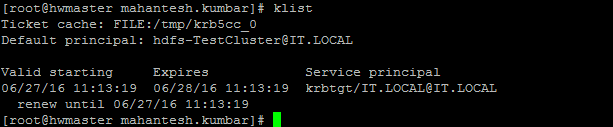 [root@hwmaster mahantesh.kumbar]# klist
Ticket cache: FILE:/tmp/krb5cc_0
Default principal: hdfs-TestCluster@IT.LOCAL
Valid starting     Expires            Service principal
06/27/16 11:13:19  06/28/16 11:13:19  krbtgt/IT.LOCAL@IT.LOCAL
        renew until 06/27/16 11:13:19
[root@hwmaster mahantesh.kumbar]#